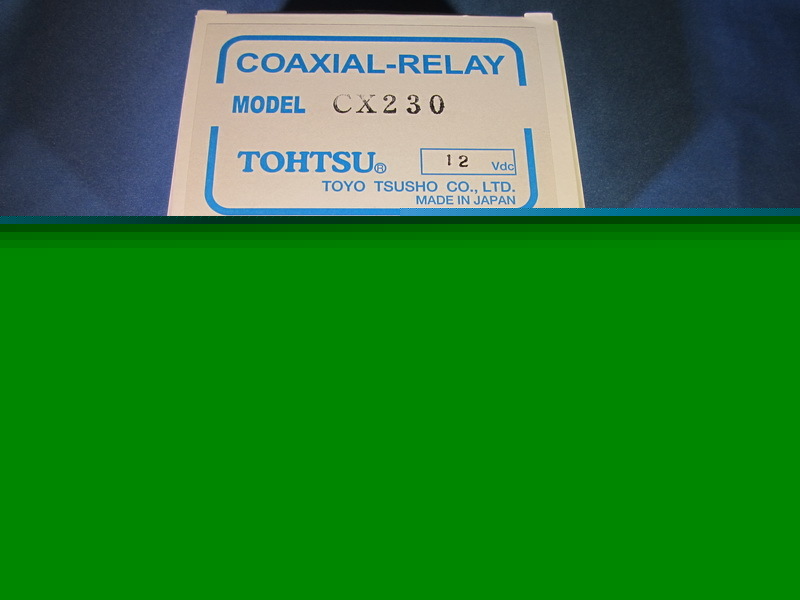 COAXIAL-RELAY
MODEL CX230
TOHTSU® 12 Vdc
TOYO TSUSHO CO., LTD.
MADE IN JAPAN